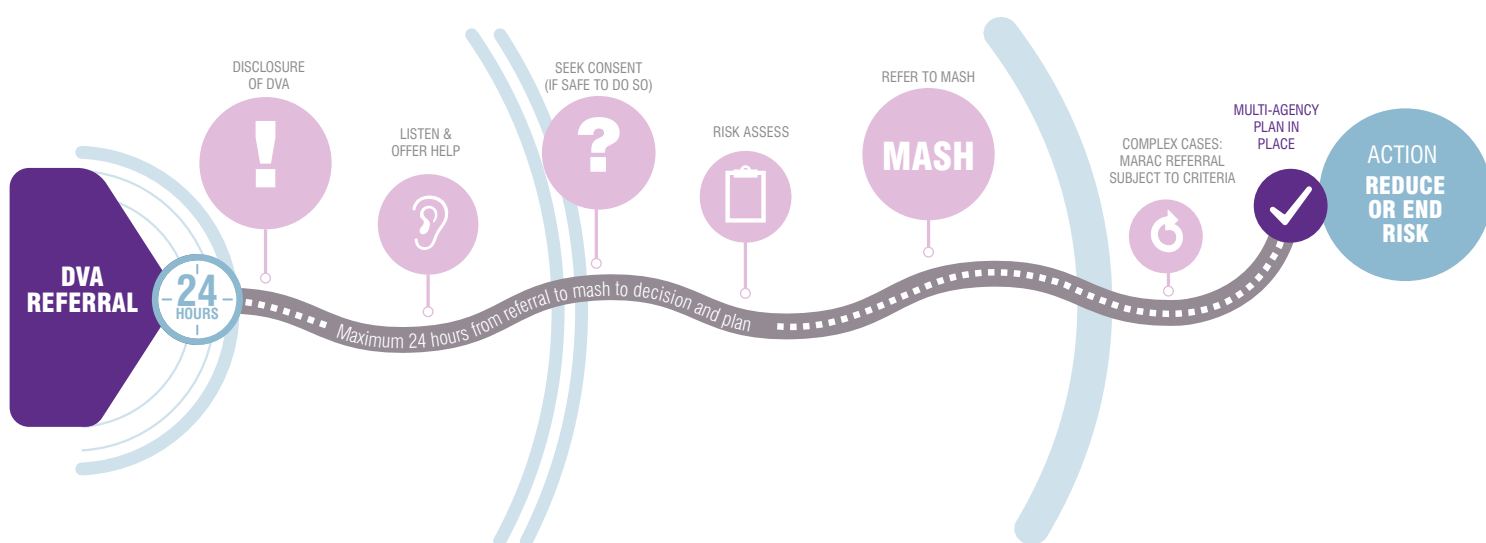 DVA
REFERRAL
24
HOURS
DISCLOSURE
OF DVA
!
LISTEN &
OFFER HELP
SEEK CONSENT
(IF SAFE TO DO SO)
?
RISK ASSESS
REFER TO MASH
MASH
Maximum 24 hours from referral to mash to decision and plan
COMPLEX CASES:
MARAC REFERRAL
SUBJECT TO CRITERIA
MULTI-AGENCY
PLAN IN
PLACE
ACTION
REDUCE
OR END
RISK